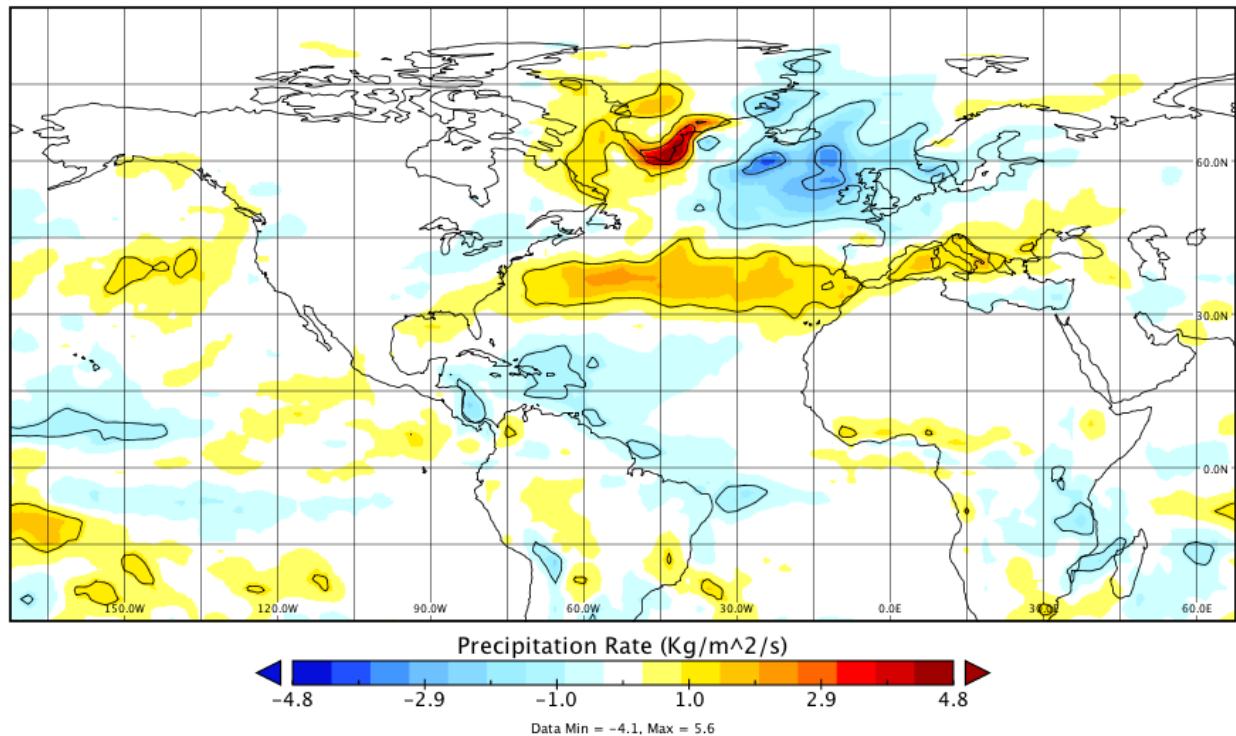 60.0N
30.0N
0.0N
150.0W 120.0W 90.0W 60.0W 30.0W 0.0E 30.0E 60.0E
Precipitation Rate (Kg/m^2/s)
−4.8 −2.9 −1.0 1.0 2.9 4.8
Data Min = −4.1, Max = 5.6